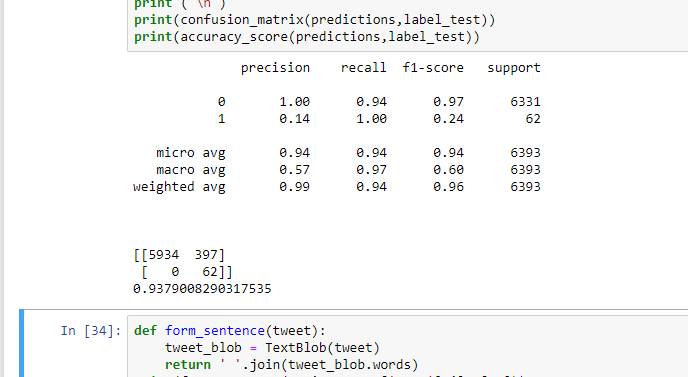 print ( '\n')
print(confusion_matrix(predictions,label_test))
print(accuracy_score(predictions,label_test))
precision recall f1-score support
0 1.00 0.94 0.97 6331
1 0.14 1.00 0.24 62
micro avg 0.94 0.94 0.94 6393
macro avg 0.57 0.97 0.60 6393
weighted avg 0.99 0.94 0.96 6393
[[5934 397]
[ 0 62]]
0.9379008290317535
In [34]: def form_sentence(tweet):
tweet_blob = TextBlob(tweet)
return ' '.join(tweet_blob.words)